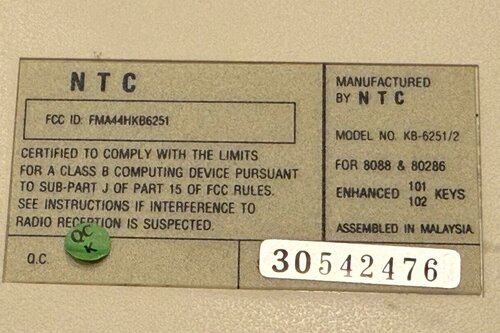 NTC
FCC ID: FMA44HKB6251
CERTIFIED TO COMPLY WITH THE LIMITS
FOR A CLASS B COMPUTING DEVICE PURSUANT
TO SUB-PART J OF PART 15 OF FCC RULES.
SEE INSTRUCTIONS IF INTERFERENCE TO
RADIO RECEPTION IS SUSPECTED.
Q.C.
QC
K
MANUFACTURED
BY NTC
MODEL NO. KB-6251/2
FOR 8088 & 80286
ENHANCED 101 KEYS
102
ASSEMBLED IN MALAYSIA
30542476